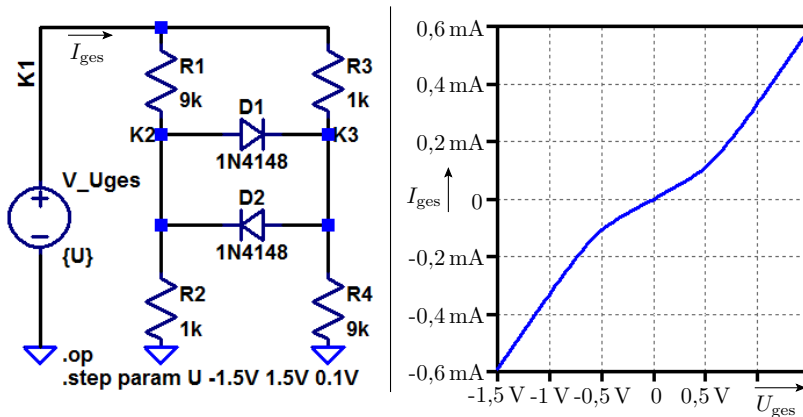 I_ges
K1
R1
9k
R3
1k
D1
K2
K3
1N4148
V_Uges
D2
1N4148
{U}
R2
1k
R4
9k
.op
.step param U -1.5V 1.5V 0.1V
0,6 mA
0,4 mA
0,2 mA
I_ges
0
-0,2 mA
-0,4 mA
-0,6 mA
-1,5 V -1 V -0,5 V 0 0,5 V U_ges